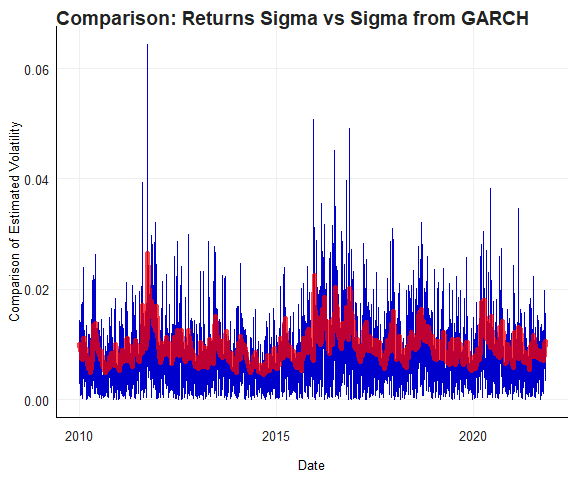 Comparison: Returns Sigma vs Sigma from GARCH
Comparison of Estimated Volatility
0.06
0.04
0.02
0.00
2010
2015
2020
Date